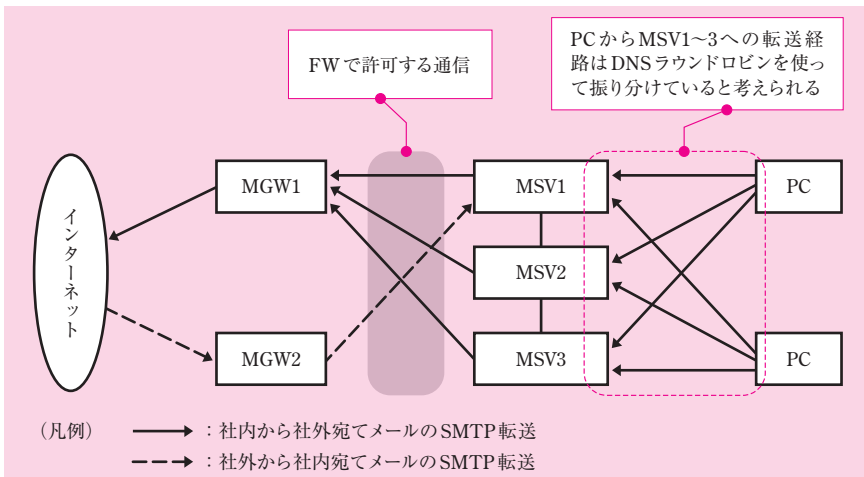 FWで許可する通信
PCからMSV1~3への転送経
路はDNSラウンドロビンを使っ
て振り分けていると考えられる
インターネット
MGW1
MSV1
PC
MSV2
MGW2
MSV3
PC
(凡例)
:社内から社外宛てメールのSMTP転送
:社外から社内宛てメールのSMTP転送